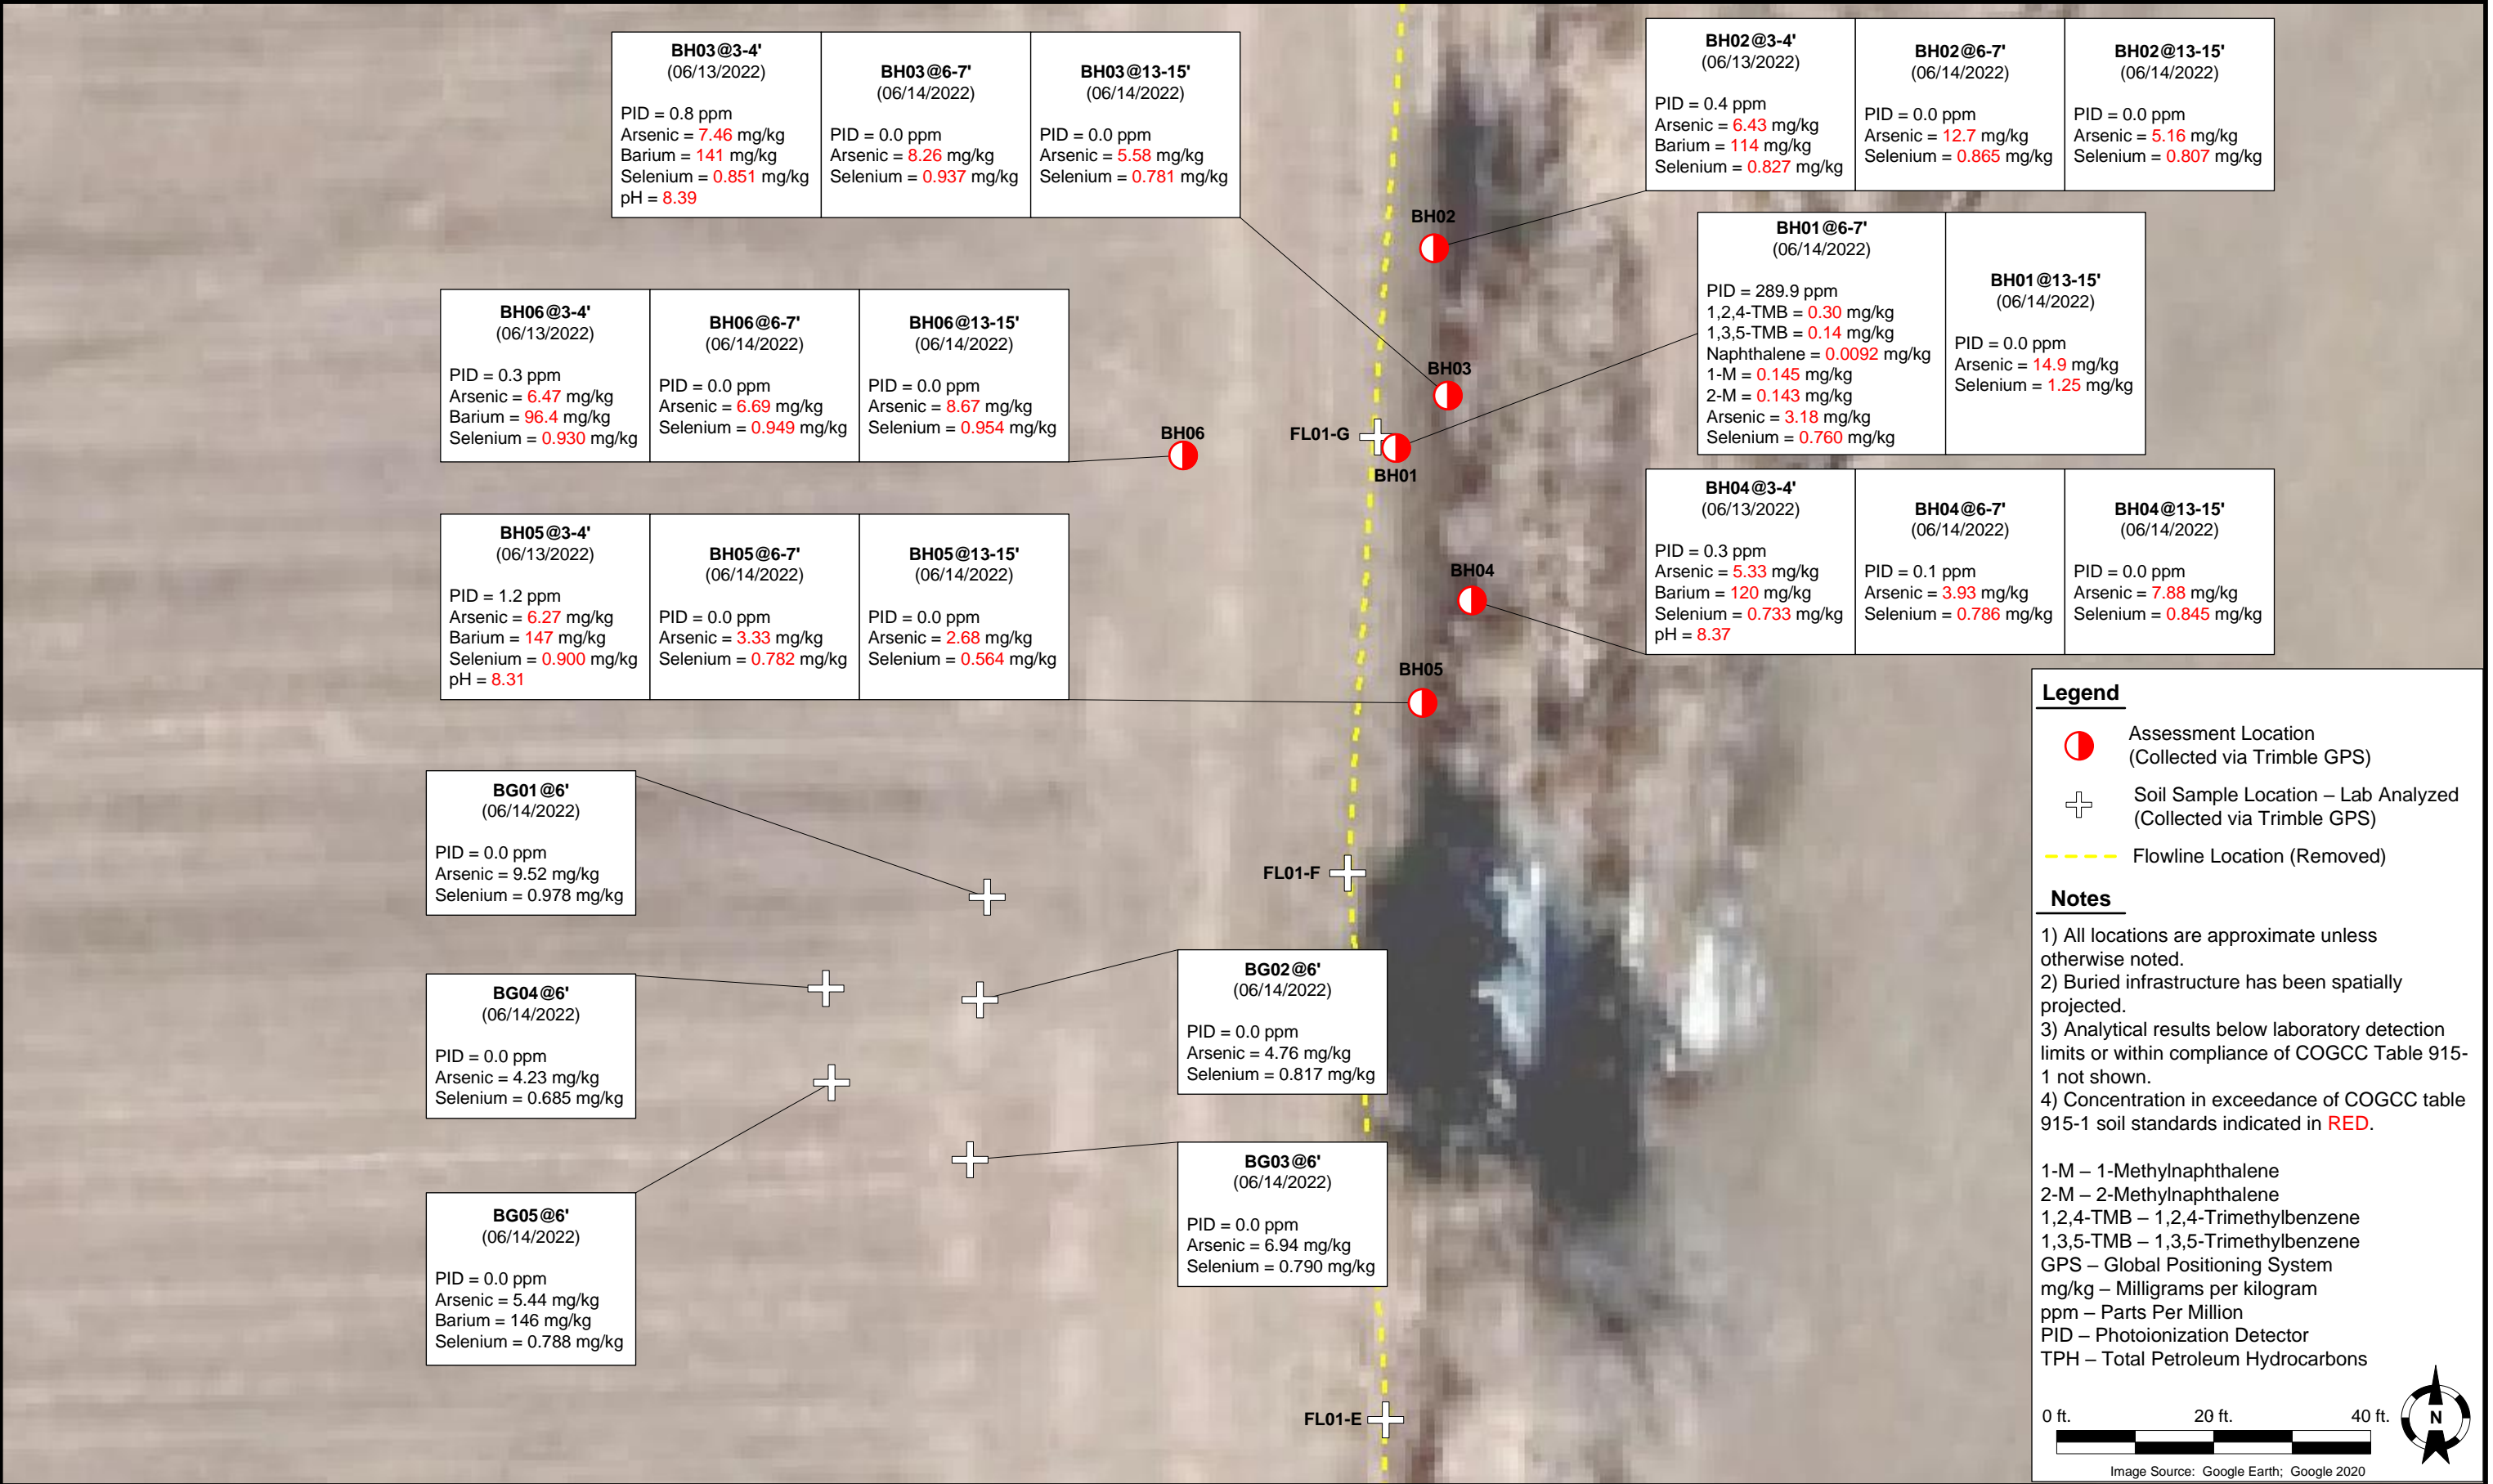 BH03@3-4'
(06/13/2022)
PID = 0.8 ppm
Arsenic = 7.46 mg/kg
Barium = 141 mg/kg
Selenium = 0.851 mg/kg
pH = 8.39
BH03@6-7'
(06/14/2022)
PID = 0.0 ppm
Arsenic = 8.26 mg/kg
Selenium = 0.937 mg/kg
BH03@13-15'
(06/14/2022)
PID = 0.0 ppm
Arsenic = 5.58 mg/kg
Selenium = 0.781 mg/kg
BH02@3-4'
(06/13/2022)
PID = 0.4 ppm
Arsenic = 6.43 mg/kg
Barium = 114 mg/kg
Selenium = 0.827 mg/kg
BH02@6-7'
(06/14/2022)
PID = 0.0 ppm
Arsenic = 12.7 mg/kg
Selenium = 0.865 mg/kg
BH02@13-15'
(06/14/2022)
PID = 0.0 ppm
Arsenic = 5.16 mg/kg
Selenium = 0.807 mg/kg
BH02
BH01@6-7'
(06/14/2022)
PID = 289.9 ppm
1,2,4-TMB = 0.30 mg/kg
1,3,5-TMB = 0.14 mg/kg
Naphthalene = 0.0092 mg/kg
1-M = 0.145 mg/kg
2-M = 0.143 mg/kg
Arsenic = 3.18 mg/kg
Selenium = 0.760 mg/kg
BH01@13-15'
(06/14/2022)
PID = 0.0 ppm
Arsenic = 14.9 mg/kg
Selenium = 1.25 mg/kg
BH06@3-4'
(06/13/2022)
PID = 0.3 ppm
Arsenic = 6.47 mg/kg
Barium = 96.4 mg/kg
Selenium = 0.930 mg/kg
BH06@6-7'
(06/14/2022)
PID = 0.0 ppm
Arsenic = 6.69 mg/kg
Selenium = 0.949 mg/kg
BH06@13-15'
(06/14/2022)
PID = 0.0 ppm
Arsenic = 8.67 mg/kg
Selenium = 0.954 mg/kg
BH03
BH06
FL01-G
BH01
BH05@3-4'
(06/13/2022)
PID = 1.2 ppm
Arsenic = 6.27 mg/kg
Barium = 147 mg/kg
Selenium = 0.900 mg/kg
pH = 8.31
BH05@6-7'
(06/14/2022)
PID = 0.0 ppm
Arsenic = 3.33 mg/kg
Selenium = 0.782 mg/kg
BH05@13-15'
(06/14/2022)
PID = 0.0 ppm
Arsenic = 2.68 mg/kg
Selenium = 0.564 mg/kg
BH04@3-4'
(06/13/2022)
PID = 0.3 ppm
Arsenic = 5.33 mg/kg
Barium = 120 mg/kg
Selenium = 0.733 mg/kg
pH = 8.37
BH04@6-7'
(06/14/2022)
PID = 0.1 ppm
Arsenic = 3.93 mg/kg
Selenium = 0.786 mg/kg
BH04@13-15'
(06/14/2022)
PID = 0.0 ppm
Arsenic = 7.88 mg/kg
Selenium = 0.845 mg/kg
BH04
BH05
BG01@6'
(06/14/2022)
PID = 0.0 ppm
Arsenic = 9.52 mg/kg
Selenium = 0.978 mg/kg
FL01-F
BG04@6'
(06/14/2022)
PID = 0.0 ppm
Arsenic = 4.23 mg/kg
Selenium = 0.685 mg/kg
BG02@6'
(06/14/2022)
PID = 0.0 ppm
Arsenic = 4.76 mg/kg
Selenium = 0.817 mg/kg
BG05@6'
(06/14/2022)
PID = 0.0 ppm
Arsenic = 5.44 mg/kg
Barium = 146 mg/kg
Selenium = 0.788 mg/kg
BG03@6'
(06/14/2022)
PID = 0.0 ppm
Arsenic = 6.94 mg/kg
Selenium = 0.790 mg/kg
FL01-E
Legend
Assessment Location
(Collected via Trimble GPS)
Soil Sample Location – Lab Analyzed
(Collected via Trimble GPS)
Flowline Location (Removed)
Notes
1) All locations are approximate unless
otherwise noted.
2) Buried infrastructure has been spatially
projected.
3) Analytical results below laboratory detection
limits or within compliance of COGCC Table 915-
1 not shown.
4) Concentration in exceedance of COGCC table
915-1 soil standards indicated in RED.
1-M – 1-Methylnaphthalene
2-M – 2-Methylnaphthalene
1,2,4-TMB – 1,2,4-Trimethylbenzene
1,3,5-TMB – 1,3,5-Trimethylbenzene
GPS – Global Positioning System
mg/kg – Milligrams per kilogram
ppm – Parts Per Million
PID – Photoionization Detector
TPH – Total Petroleum Hydrocarbons
0 ft. 20 ft. 40 ft.
N
Image Source: Google Earth; Google 2020